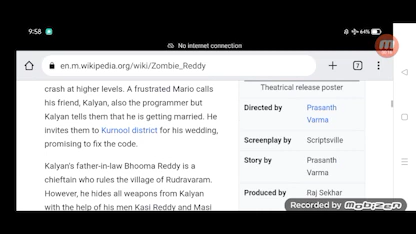 9:58
64%
No internet connection
en.m.wikipedia.org/wiki/Zombie_Reddy
7
crash at higher levels. A frustrated Mario calls
his friend, Kalyan, also the programmer but
Kalyan tells them that he is getting married. He
invites them to Kurnool district for his wedding,
promising to fix the code.
Kalyan's father-in-law Bhooma Reddy is a
chieftain who rules the village of Rudravaram.
However, he hides all weapons from Kalyan
with the help of his men Kasi Reddy and Masi
Theatrical release poster
Directed by Prasanth
Varma
Screenplay by Scriptsville
Story by Prasanth
Varma
Produced by Raj Sekhar
Recorded by mobizen